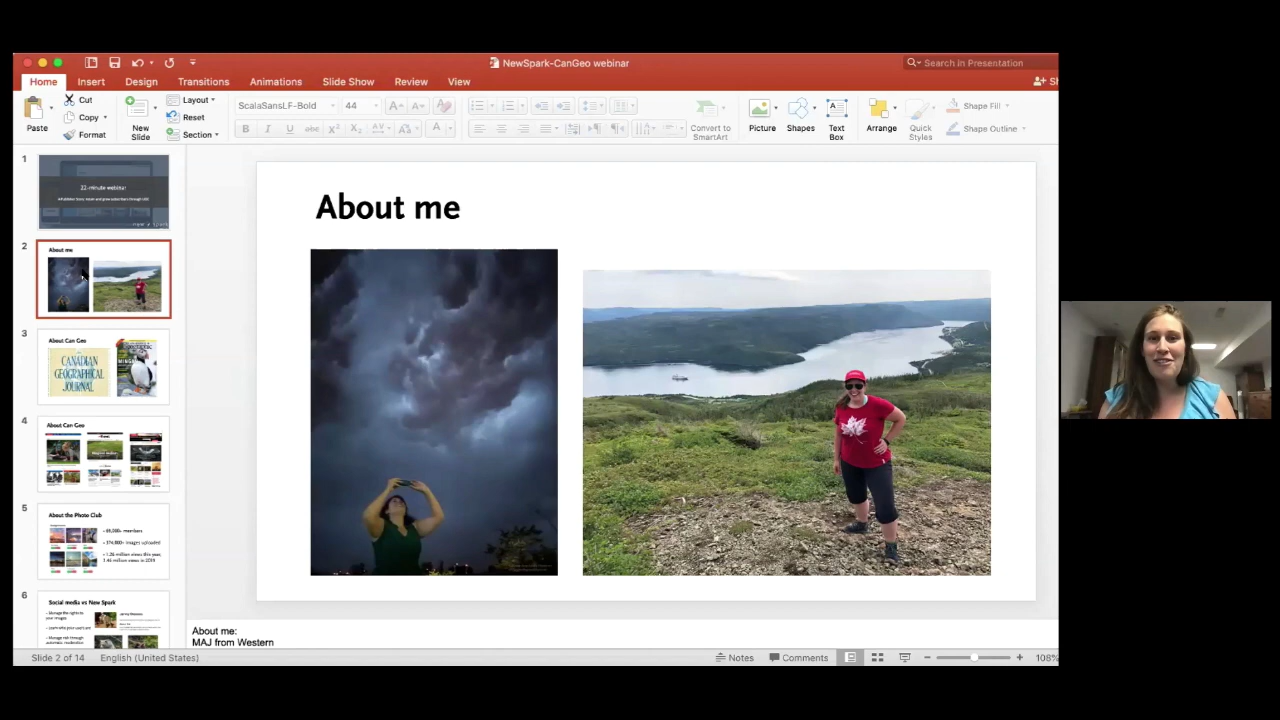 NewSpark-CanGeo webinar
Search in Presentation
Home Insert Design Transitions Animations Slide Show Review View
Cut
Copy
Format
Paste
New Slide
Layout
Reset
Section
ScalaSansLF-Bold 44
Convert to SmartArt
Picture
Shapes
Text Box
Arrange
Quick Styles
Shape Fill
Shape Outline
1
22-minute webinar
2
About me
3
About Can Geo
CANADIAN
GEOGRAPHICAL
JOURNAL
4
About Can Geo
5
About the Photo Club
6
Social media vs New Spark
About me
About me:
MAJ from Western
Slide 2 of 14 English (United States)
Notes Comments 108%